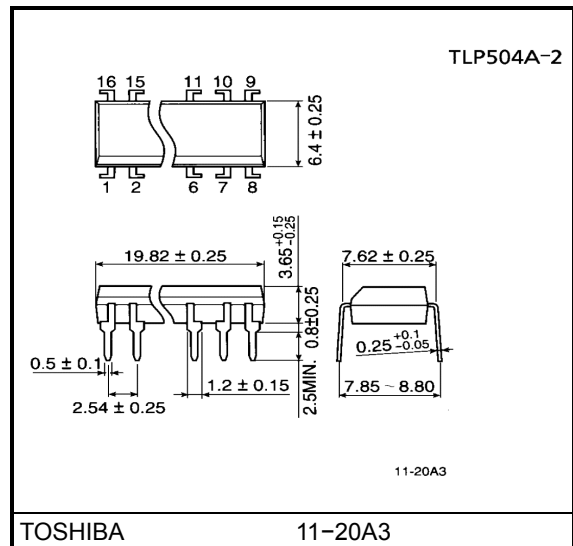 TLP504A-2
16 15 11 10 9
6.4 ± 0.25
1 2 6 7 8
19.82 ± 0.25
3.65 +0.15 -0.25
7.62 ± 0.25
0.8±0.25
0.25 +0.1 -0.05
0.5 ± 0.1
1.2 ± 0.15
2.5MIN.
2.54 ± 0.25
7.85 ~ 8.80
11-20A3
TOSHIBA 11−20A3